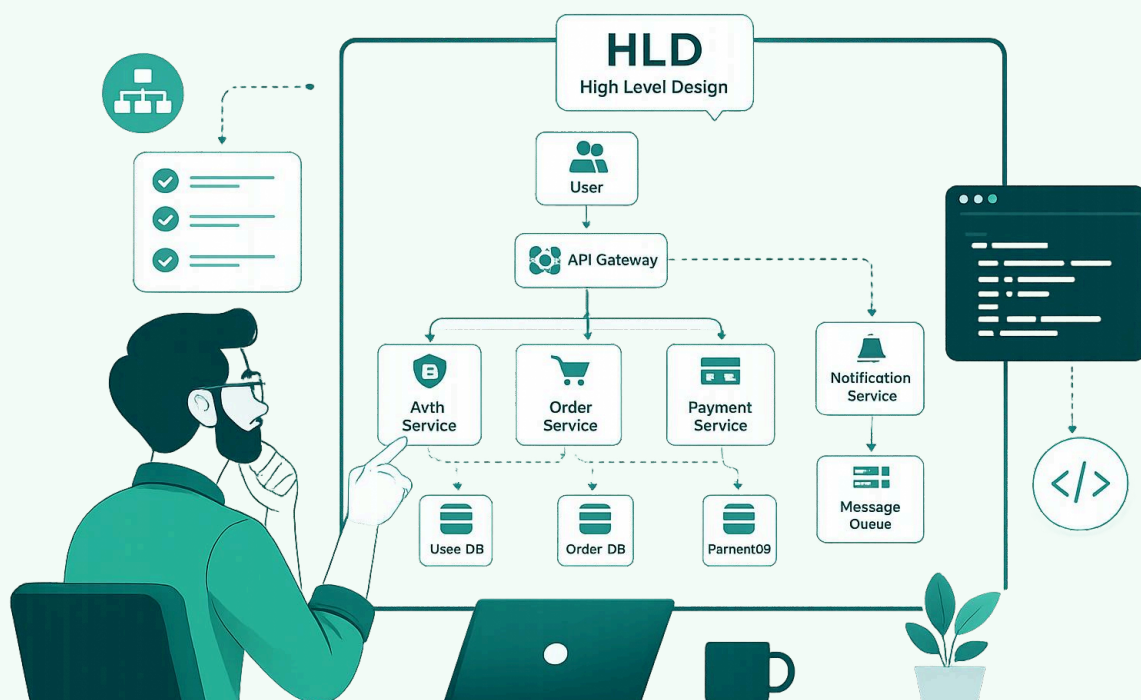 HLD
High Level Design
User
API Gateway
Avth
Service
Order
Service
Payment
Service
Notification
Service
Usee DB
Order DB
Parnent09
Message
Oueue